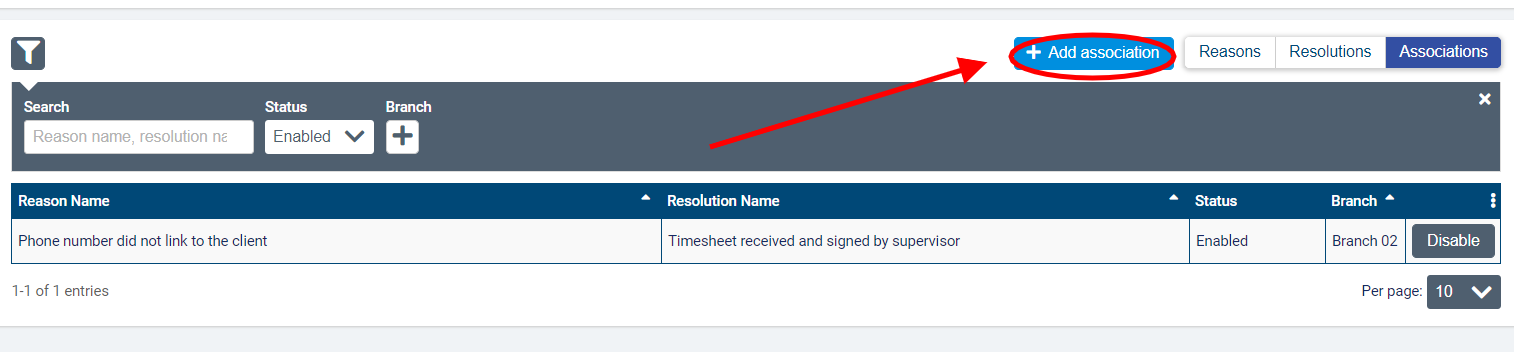 + Add association Reasons Resolutions Associations
Search Status Branch
Reason name, resolution na Enabled
Reason Name Resolution Name Status Branch
Phone number did not link to the client Timesheet received and signed by supervisor Enabled Branch 02 Disable
1-1 of 1 entries Per page: 10